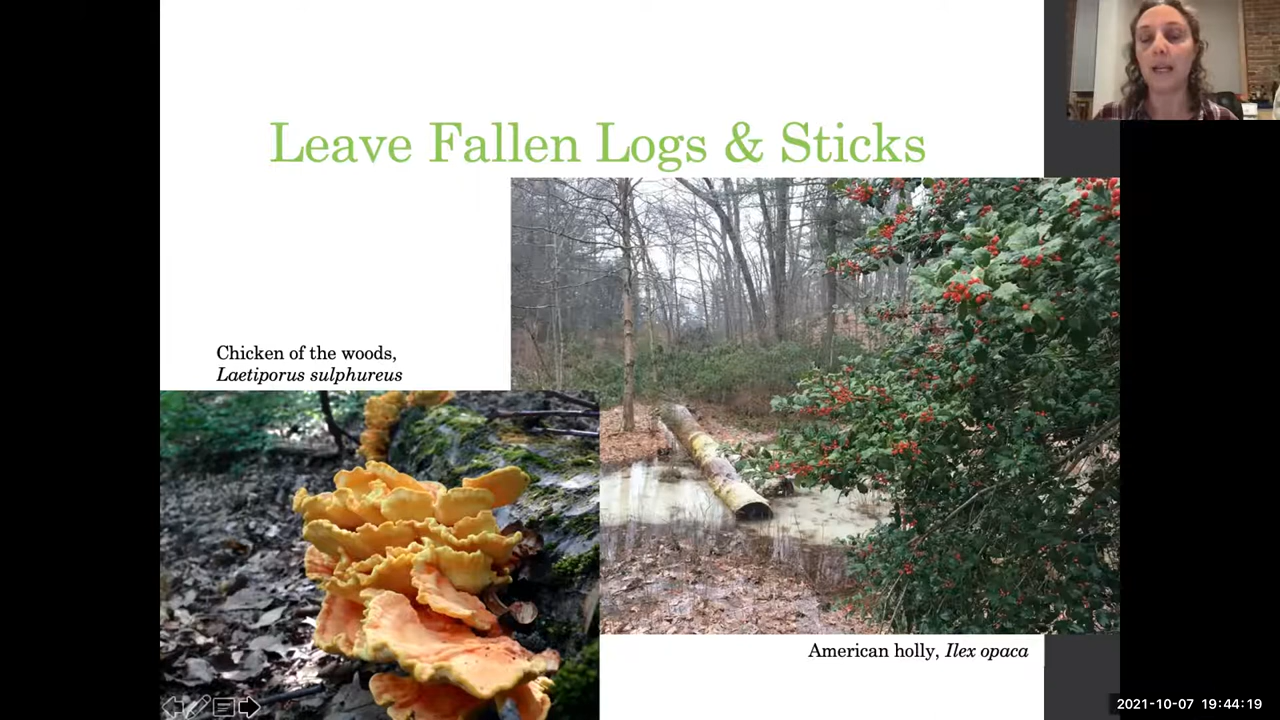 Leave Fallen Logs & Sticks
Chicken of the woods,
Laetiporus sulphureus
American holly, Ilex opaca
2021-10-07 19:44:19